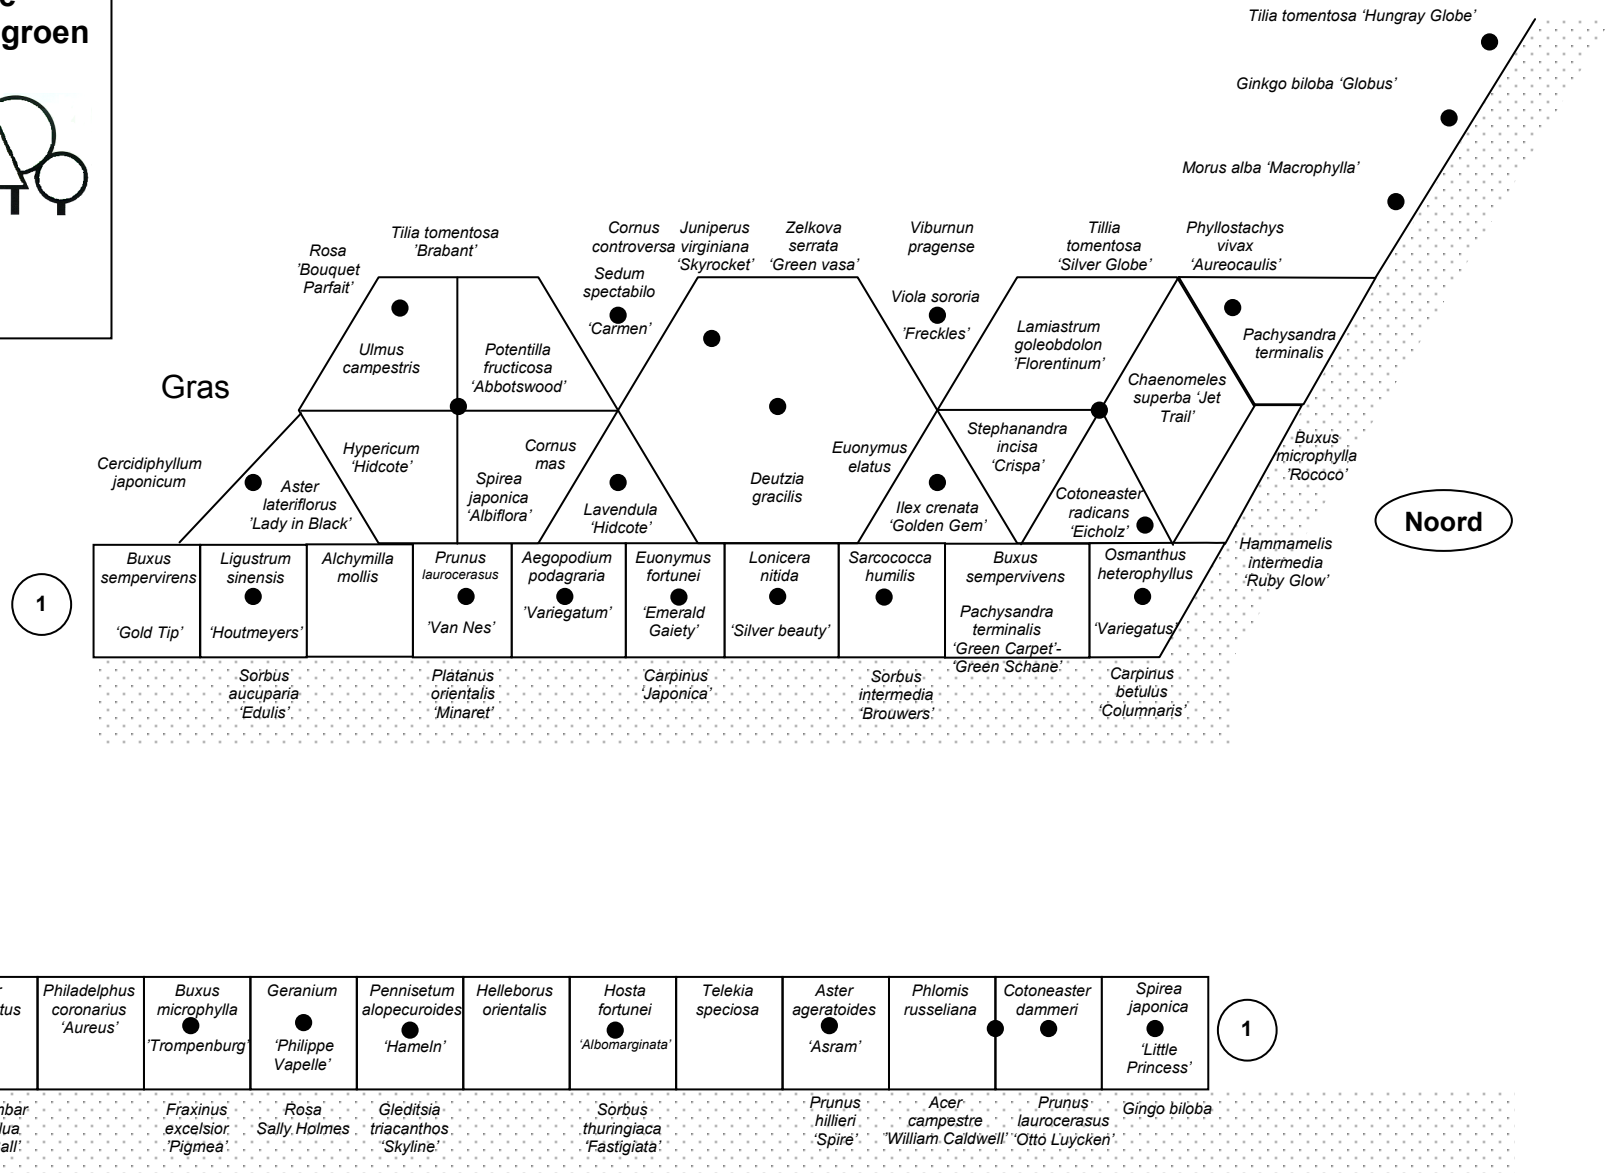 groen
Tilia tomentosa ‘Hungray Globe’
Ginkgo biloba ‘Globus’
Morus alba ‘Macrophylla’
Rosa
’Bouquet
Parfait’
Tilia tomentosa
’Brabant’
Cornus
controversa
Juniperus
virginiana
‘Skyrocket’
Zelkova
serrata
‘Green vasa’
Viburnun
pragense
Tillia
tomentosa
‘Silver Globe’
Phyllostachys
vivax
‘Aureocaulis’
Sedum
spectabilo
‘Carmen’
Viola sororia
’Freckles’
Ulmus
campestris
Potentilla
fructicosa
‘Abbotswood’
Lamiastrum
goleobdolon
’Florentinum’
Pachysandra
terminalis
Chaenomeles
superba ‘Jet
Trail’
Gras
Cercidiphyllum
japonicum
Aster
lateriflorus
’Lady in Black’
Hypericum
‘Hidcote’
Spirea
japonica
‘Albiflora’
Cornus
mas
Lavendula
‘Hidcote’
Deutzia
gracilis
Euonymus
elatus
Ilex crenata
‘Golden Gem’
Stephanandra
incisa
‘Crispa’
Cotoneaster
radicans
‘Eicholz’
Buxus
microphylla
’Rococo’
Noord
Hammamelis
intermedia
‘Ruby Glow’
1
Buxus
sempervirens
‘Gold Tip’
Ligustrum
sinensis
‘Houtmeyers’
Alchymilla
mollis
Prunus
laurocerasus
’Van Nes’
Aegopodium
podagraria
’Variegatum’
Euonymus
fortunei
‘Emerald
Gaiety’
Lonicera
nitida
‘Silver beauty’
Sarcococca
humilis
Buxus
sempervivens
Pachysandra
terminalis
‘Green Carpet’-
‘Green Schane’
Osmanthus
heterophyllus
‘Variegatus’
Sorbus
aucuparia
‘Edulis’
Platanus
orientalis
‘Minaret’
Carpinus
‘Japonica’
Sorbus
intermedia
‘Brouwers’
Carpinus
betulus
‘Columnaris’
tus
Philadelphus
coronarius
‘Aureus’
Buxus
microphylla
’Trompenburg’
Geranium
‘Philippe
Vapelle’
Pennisetum
alopecuroides
‘Hameln’
Helleborus
orientalis
Hosta
fortunei
‘Albomarginata’
Telekia
speciosa
Aster
ageratoides
‘Asram’
Phlomis
russeliana
Cotoneaster
dammeri
Spirea
japonica
‘Little
Princess’
1
nbar
lua
all’
Fraxinus
excelsior
’Pigmea’
Rosa
Sally Holmes
Gleditsia
triacanthos
‘Skyline’
Sorbus
thuringiaca
‘Fastigiata’
Prunus
hillieri
‘Spire’
Acer
campestre
’William Caldwell’
Prunus
laurocerasus
‘Otto Luycken’
Gingo biloba